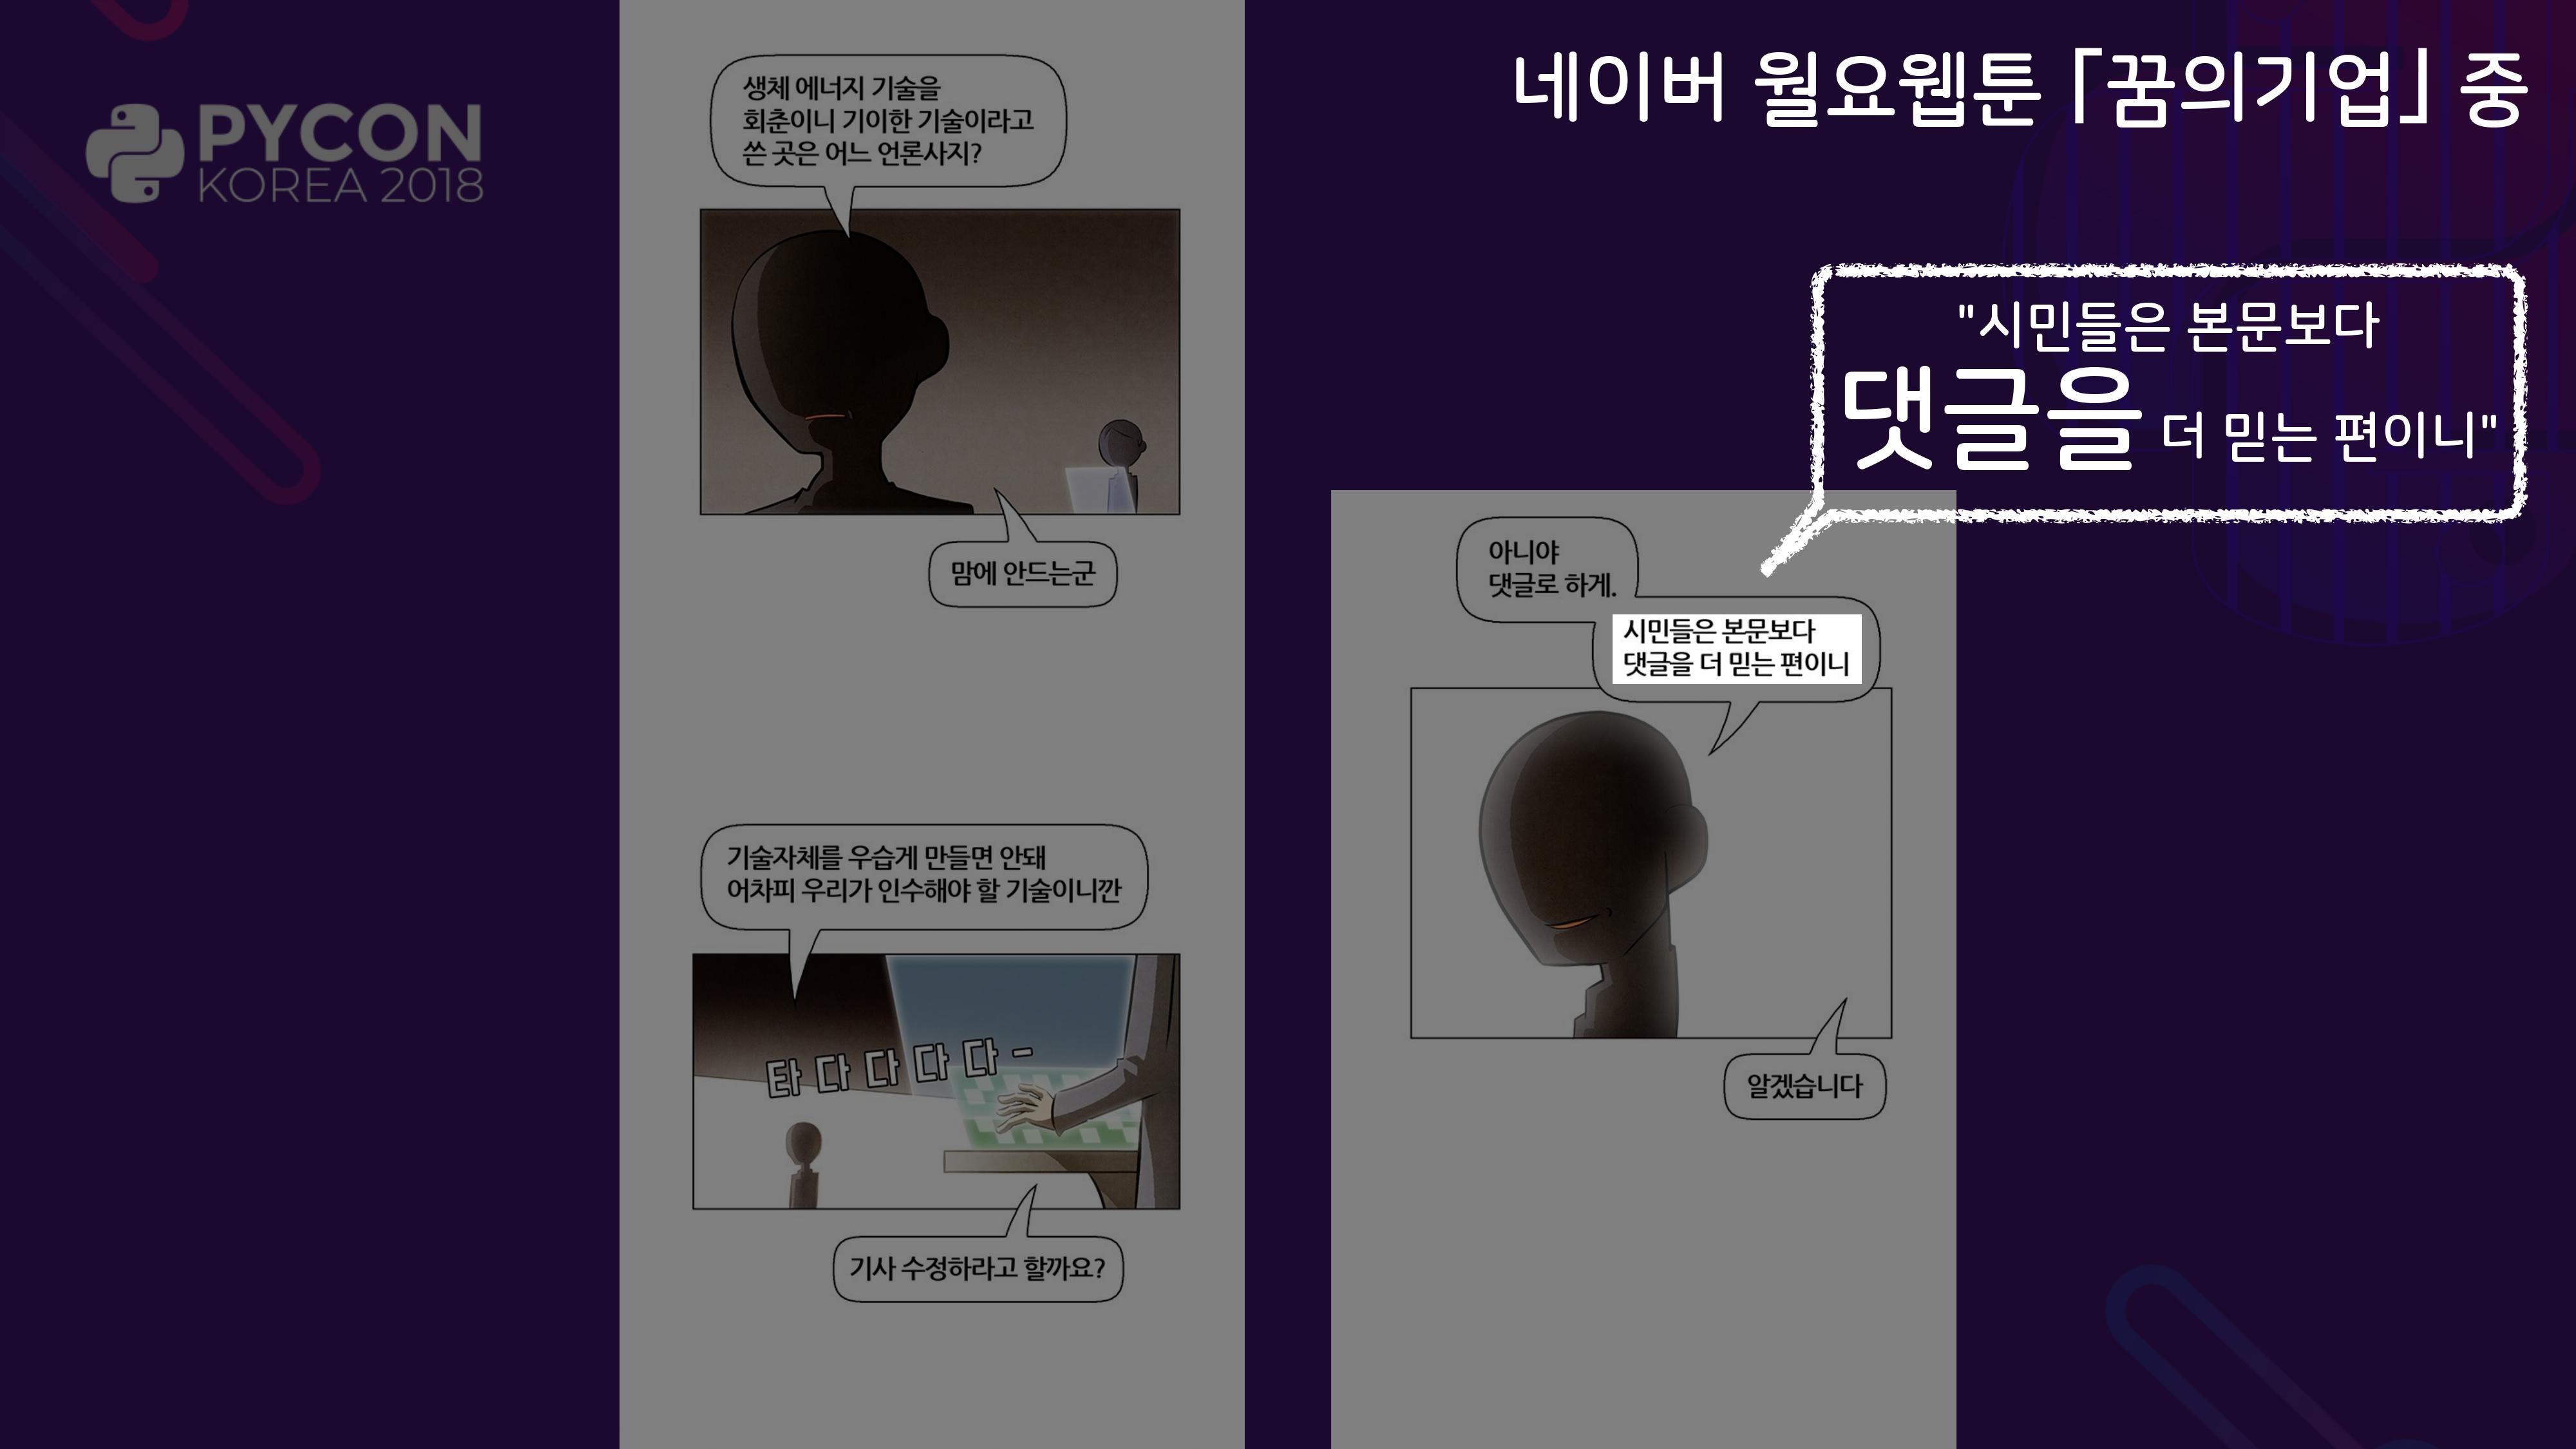 PYCON
KOREA 2018
네이버 월요웹툰 「꿈의기업」 중
생체 에너지 기술을
회춘이니 기이한 기술이라고
쓴 곳은 어느 언론사지?
맘에 안드는군
기술자체를 우습게 만들면 안돼
어차피 우리가 인수해야 할 기술이니깐
타다다다다-
기사 수정하라고 할까요?
"시민들은 본문보다
댓글을 더 믿는 편이니"
아니야
댓글로 하게.
시민들은 본문보다
댓글을 더 믿는 편이니
알겠습니다